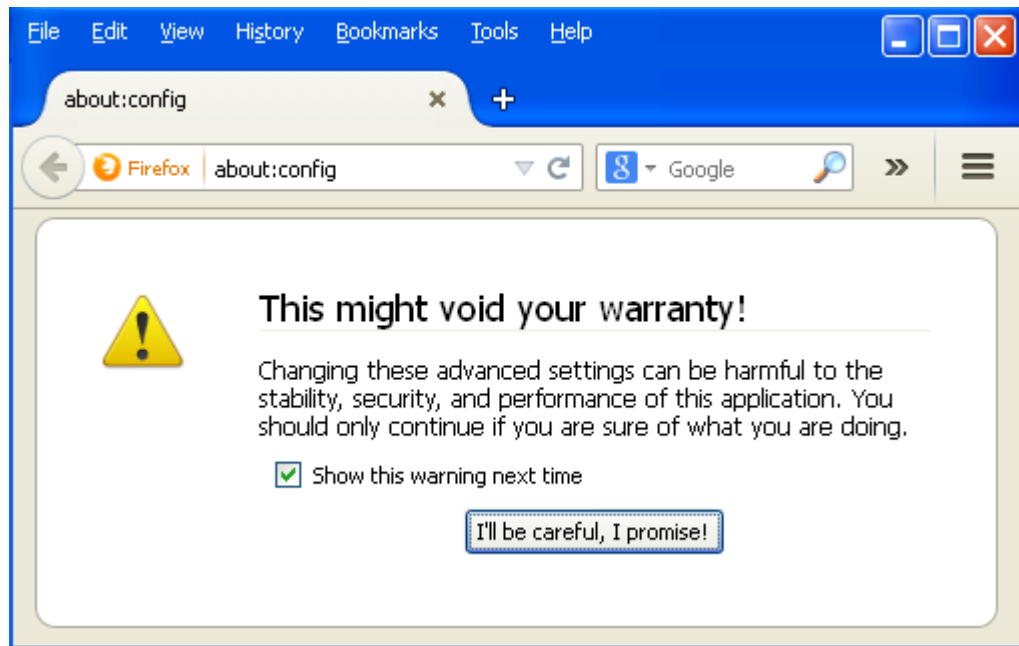 File Edit View History Bookmarks Tools Help
about:config
Firefox about:config Google
This might void your warranty!
Changing these advanced settings can be harmful to the
stability, security, and performance of this application. You
should only continue if you are sure of what you are doing.
Show this warning next time
I'll be careful, I promise!